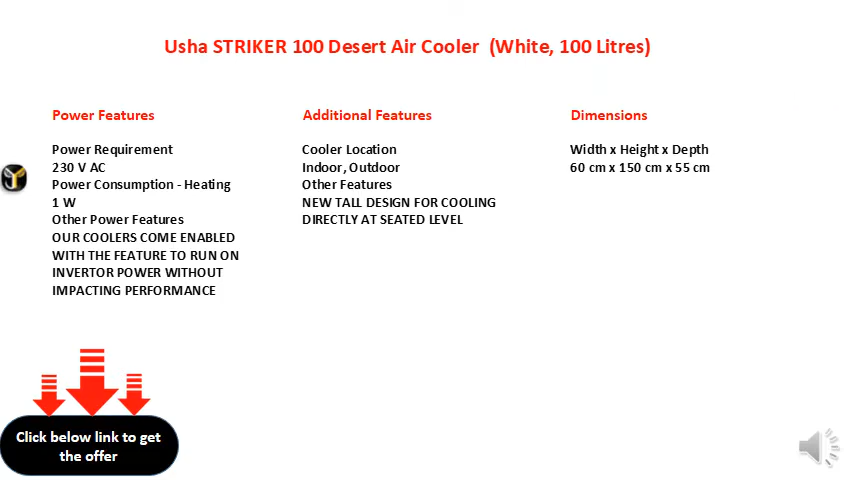 Usha STRIKER 100 Desert Air Cooler  (White, 100 Litres)
Power Features
Power Requirement
230 V AC
Power Consumption - Heating
1 W
Other Power Features
OUR COOLERS COME ENABLED
WITH THE FEATURE TO RUN ON
INVERTOR POWER WITHOUT
IMPACTING PERFORMANCE
Additional Features
Cooler Location
Indoor, Outdoor
Other Features
NEW TALL DESIGN FOR COOLING
DIRECTLY AT SEATED LEVEL
Dimensions
Width x Height x Depth
60 cm x 150 cm x 55 cm
Click below link to get
the offer